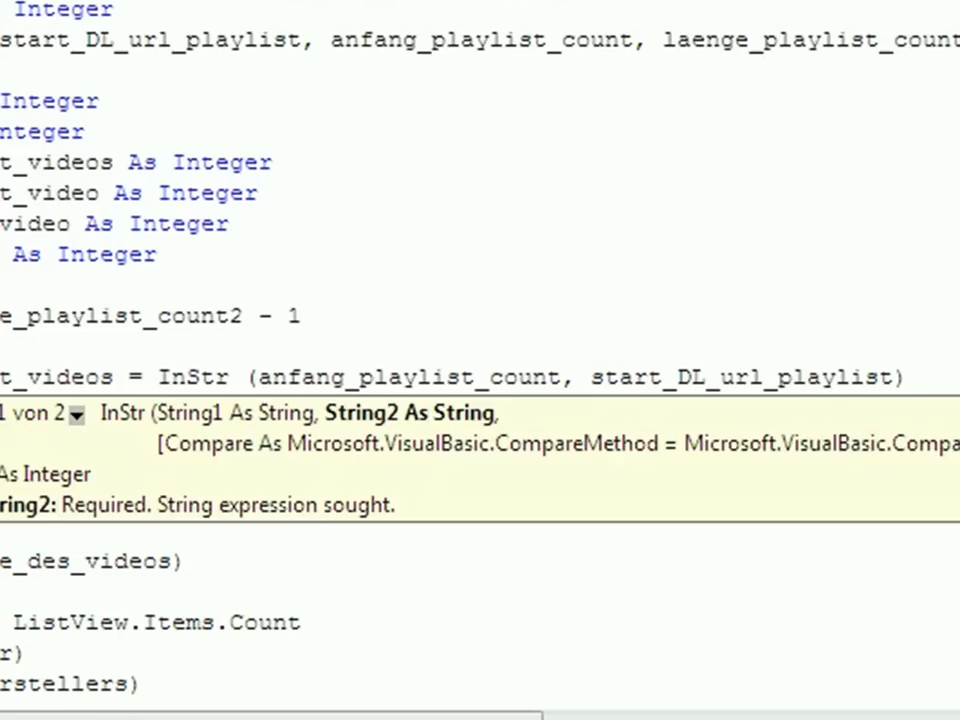 Integer
start_DL_url_playlist, anfang_playlist_count, laenge_playlist_count
Integer
nteger
t_videos As Integer
t_video As Integer
video As Integer
As Integer
e_playlist_count2 - 1
t_videos = InStr (anfang_playlist_count, start_DL_url_playlist)
1 von 2 InStr (String1 As String, String2 As String,
[Compare As Microsoft.VisualBasic.CompareMethod = Microsoft.VisualBasic.Compa
As Integer
ring2: Required. String expression sought.
e_des_videos)
ListView.Items.Count
r)
rstellers)